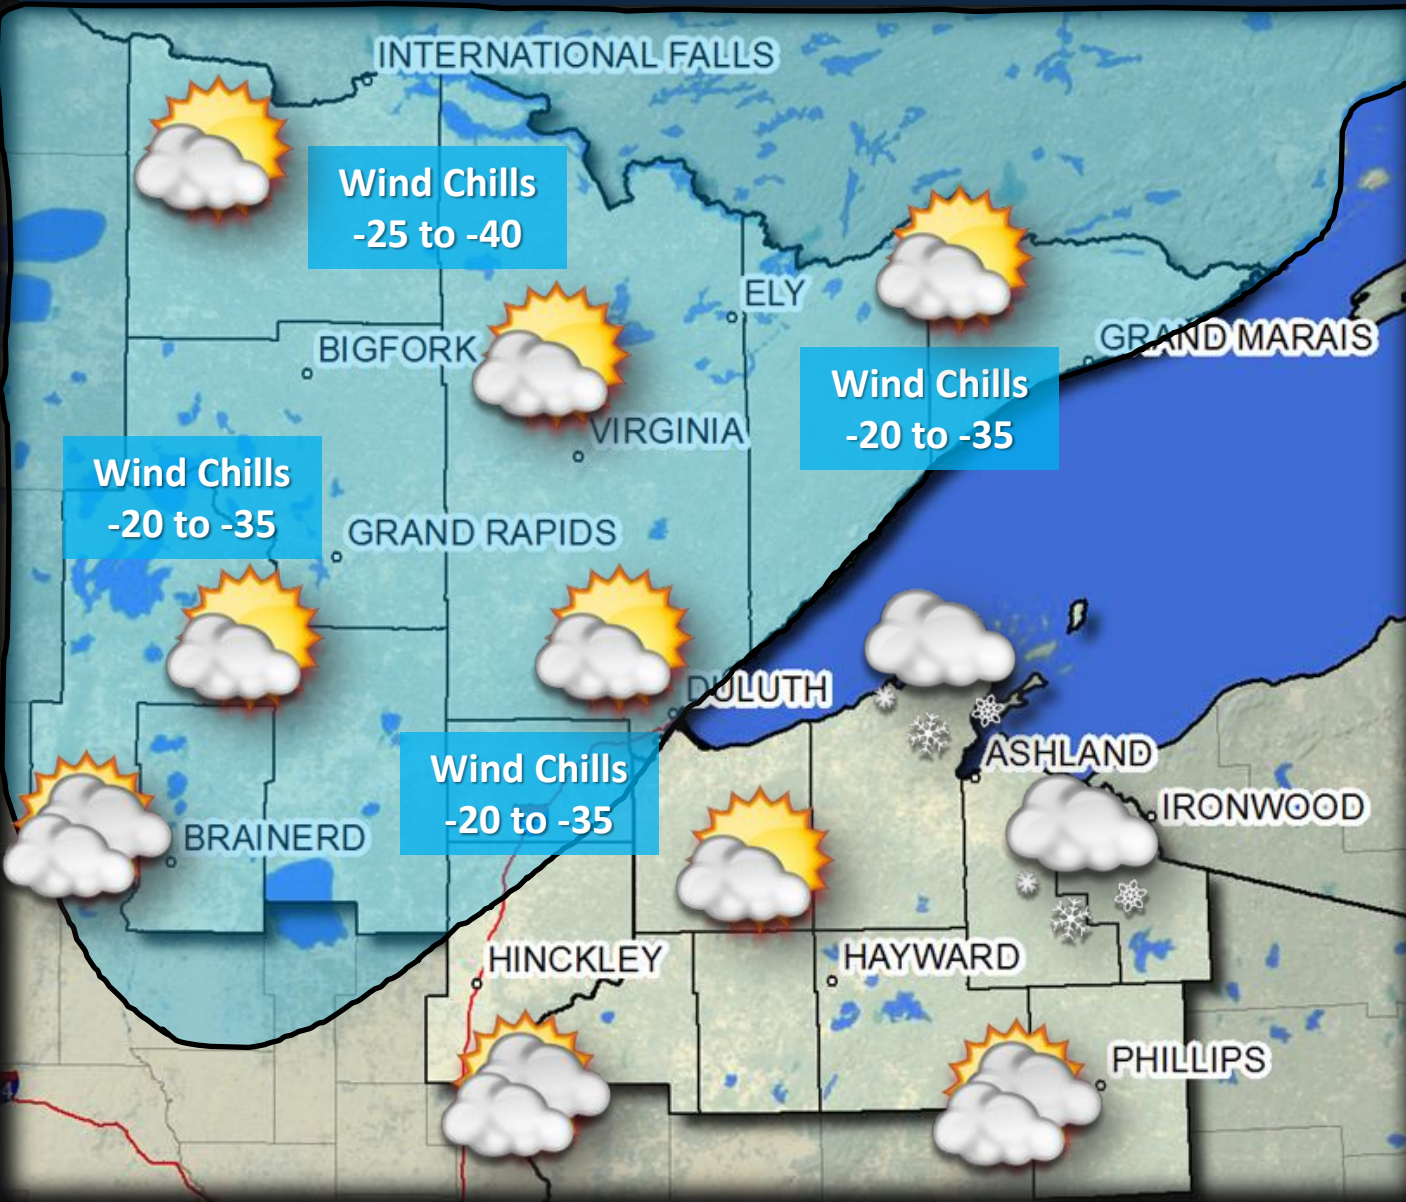 INTERNATIONAL FALLS
Wind Chills
-25 to -40
ELY
GRAND MARAIS
BIGFORK
Wind Chills
-20 to -35
VIRGINIA
Wind Chills
-20 to -35
GRAND RAPIDS
DULUTH
ASHLAND
Wind Chills
-20 to -35
IRONWOOD
BRAINERD
HINCKLEY
HAYWARD
PHILLIPS
4